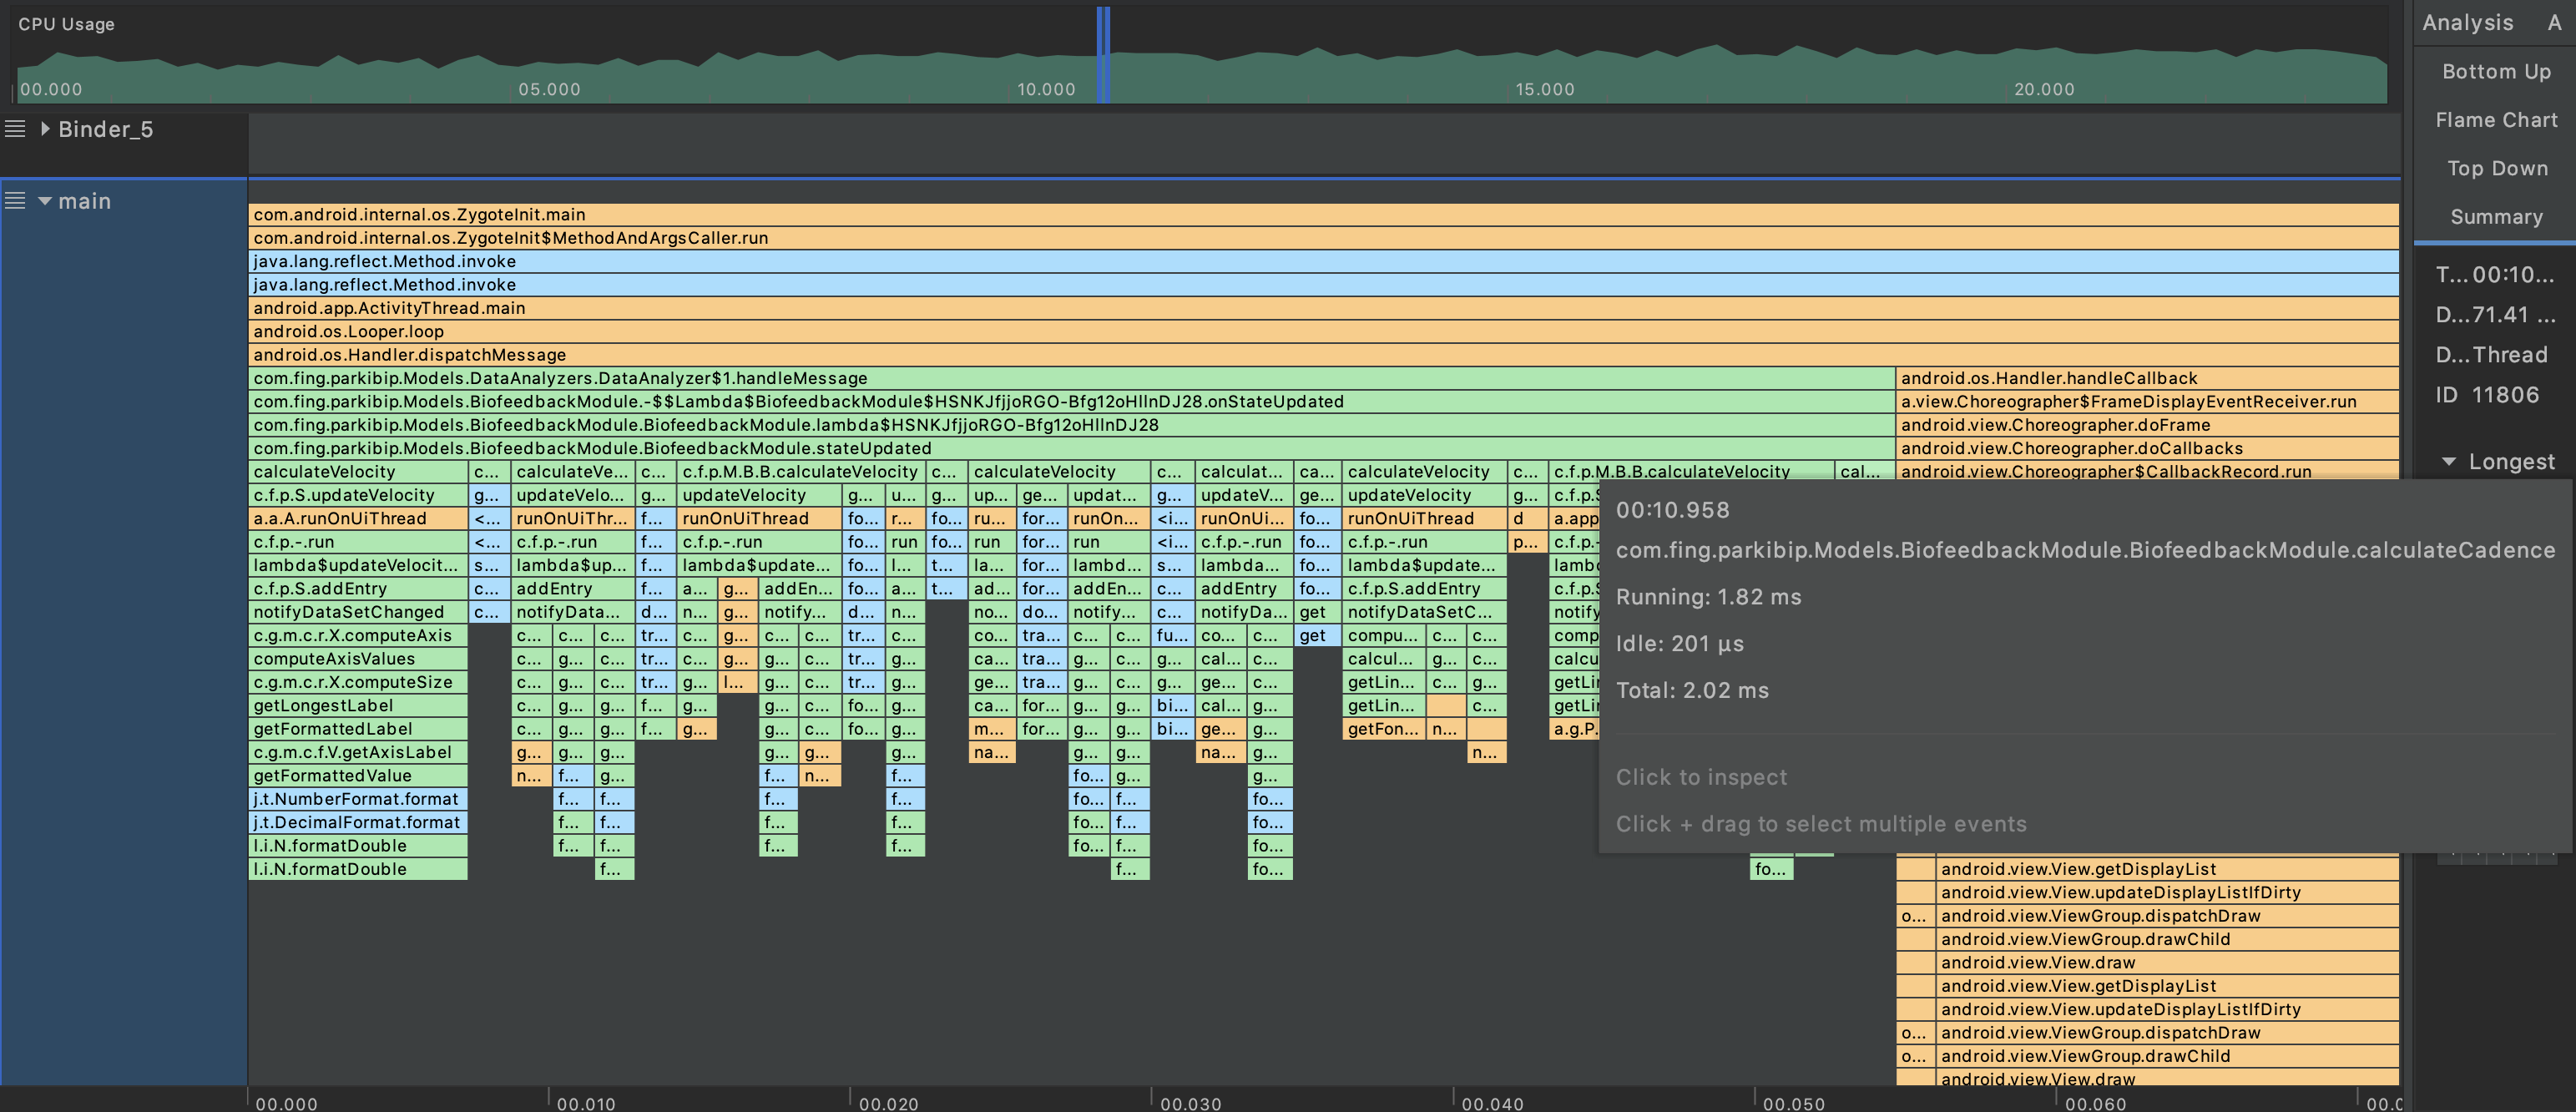 CPU Usage
00.000 05.000 10.000 15.000 20.000
Analysis A
Bottom Up
Flame Chart
Top Down
Summary
T... 00:10...
D... 71.41 ...
D... Thread
ID 11806
Longest
Binder_5
main
com.android.internal.os.ZygoteInit.main
com.android.internal.os.ZygoteInit$MethodAndArgsCaller.run
java.lang.reflect.Method.invoke
java.lang.reflect.Method.invoke
android.app.ActivityThread.main
android.os.Looper.loop
android.os.Handler.dispatchMessage
com.fing.parkibip.Models.DataAnalyzers.DataAnalyzer$1.handleMessage android.os.Handler.handleCallback
com.fing.parkibip.Models.BiofeedbackModule.-$$Lambda$BiofeedbackModule$HSNKJfjjoRGO-Bfg12oHIlnDJ28.onStateUpdated a.view.Choreographer$FrameDisplayEventReceiver.run
com.fing.parkibip.Models.BiofeedbackModule.BiofeedbackModule.lambda$HSNKJfjjoRGO-Bfg12oHIlnDJ28 android.view.Choreographer.doFrame
com.fing.parkibip.Models.BiofeedbackModule.BiofeedbackModule.stateUpdated android.view.Choreographer.doCallbacks
calculateVelocity c... calculateVe... c... c.f.p.M.B.B.calculateVelocity c... calculateVelocity c... calculat... ca... calculateVelocity c... c.f.p.M.B.B.calculateVelocity cal... android.view.Choreographer$CallbackRecord.run
c.f.p.S.updateVelocity g... updateVelo... g... updateVelocity g... u... g... up... ge... updat... g... updateV... ge... updateVelocity g... c.f.p.S
a.a.A.runOnUiThread <... runOnUiThr... f... runOnUiThread fo... r... fo... ru... for... runOn... <i... runOnUi... fo... runOnUiThread d a.app
c.f.p.-.run <... c.f.p.-.run f... c.f.p.-.run fo... run fo... run for... run <i... c.f.p.-.run fo... c.f.p.-.run p... c.f.p.-
lambda$updateVelocit... s... lambda$up... f... lambda$update... fo... l... t... la... for... lambd... s... lambda... fo... lambda$update... lamb
c.f.p.S.addEntry c... addEntry f... a... g... addEn... fo... a... t... ad... for... addEn... c... addEntry fo... c.f.p.S.addEntry c.f.p.S
notifyDataSetChanged c... notifyData... d... n... g... notify... d... n... no... do... notify... c... notifyDa... get notifyDataSetC... notify
c.g.m.c.r.X.computeAxis c... c... c... tr... c... g... c... c... tr... c... co... tra... c... c... fu... co... c... get compu... c... c... comp
computeAxisValues c... g... c... tr... c... g... g... c... tr... g... ca... tra... g... c... g... cal... c... calcul... g... c... calcu
c.g.m.c.r.X.computeSize c... g... c... tr... g... l... g... c... tr... g... ge... tra... g... c... g... ge... c... getLin... c... g... getLi
getLongestLabel c... g... g... f... g... g... c... fo... g... ca... for... g... g... bi... cal... g... getLin... c... getLi
getFormattedLabel c... g... g... f... g... g... c... fo... g... m... for... g... g... bi... ge... g... getFon... n... a.g.P.
c.g.m.c.f.V.getAxisLabel g... g... g... g... g... g... na... g... g... na... g... n...
getFormattedValue n... f... g... f... n... f... fo... g... g...
j.t.NumberFormat.format f... f... f... f... fo... f... fo...
j.t.DecimalFormat.format f... f... f... f... fo... f... fo...
l.i.N.formatDouble f... f... f... f... fo... f... fo...
l.i.N.formatDouble f... f... fo... fo... android.view.View.getDisplayList
00:10.958
com.fing.parkibip.Models.BiofeedbackModule.BiofeedbackModule.calculateCadence
Running: 1.82 ms
Idle: 201 μs
Total: 2.02 ms
Click to inspect
Click + drag to select multiple events
android.view.View.updateDisplayListIfDirty
o... android.view.ViewGroup.dispatchDraw
android.view.ViewGroup.drawChild
android.view.View.draw
android.view.View.getDisplayList
android.view.View.updateDisplayListIfDirty
o... android.view.ViewGroup.dispatchDraw
o... android.view.ViewGroup.drawChild
android.view.View.draw
00.000 00.010 00.020 00.030 00.040 00.050 00.060